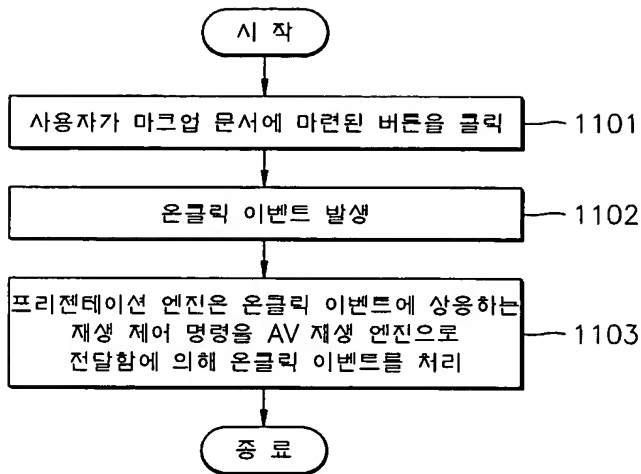 시 작
사용자가 마크업 문서에 마련된 버튼을 클릭
1101
온클릭 이벤트 발생
1102
프리젠테이션 엔진은 온클릭 이벤트에 상응하는
재생 제어 명령을 AV 재생 엔진으로
전달함에 의해 온클릭 이벤트를 처리
1103
종 료